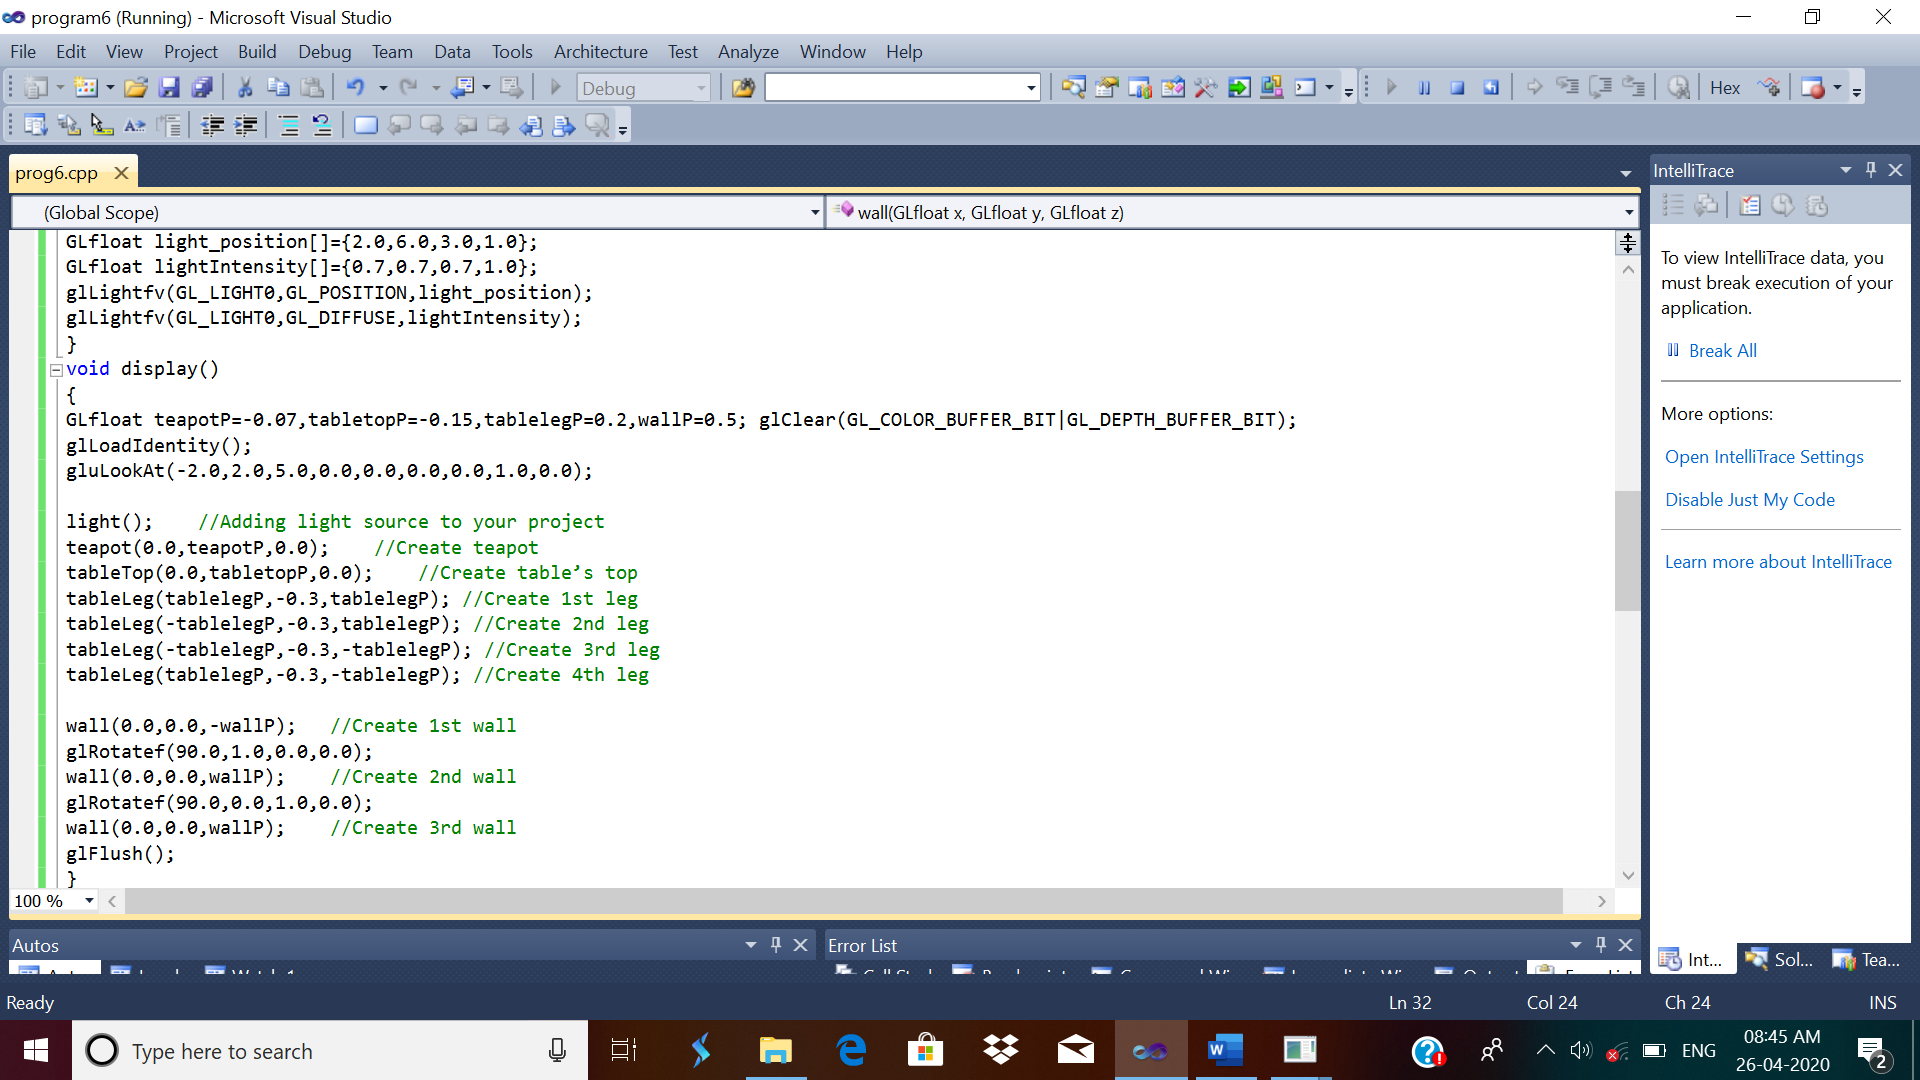 program6 (Running) - Microsoft Visual Studio
File Edit View Project Build Debug Team Data Tools Architecture Test Analyze Window Help
Debug
Hex
prog6.cpp
IntelliTrace
(Global Scope)
wall(GLfloat x, GLfloat y, GLfloat z)
GLfloat light_position[]={2.0,6.0,3.0,1.0};
GLfloat lightIntensity[]={0.7,0.7,0.7,1.0};
glLightfv(GL_LIGHT0,GL_POSITION,light_position);
glLightfv(GL_LIGHT0,GL_DIFFUSE,lightIntensity);
}
void display()
{
GLfloat teapotP=-0.07,tabletopP=-0.15,tablelegP=0.2,wallP=0.5; glClear(GL_COLOR_BUFFER_BIT|GL_DEPTH_BUFFER_BIT);
glLoadIdentity();
gluLookAt(-2.0,2.0,5.0,0.0,0.0,0.0,0.0,1.0,0.0);
light();    //Adding light source to your project
teapot(0.0,teapotP,0.0);    //Create teapot
tableTop(0.0,tabletopP,0.0);    //Create table’s top
tableLeg(tablelegP,-0.3,tablelegP); //Create 1st leg
tableLeg(-tablelegP,-0.3,tablelegP); //Create 2nd leg
tableLeg(-tablelegP,-0.3,-tablelegP); //Create 3rd leg
tableLeg(tablelegP,-0.3,-tablelegP); //Create 4th leg
wall(0.0,0.0,-wallP);   //Create 1st wall
glRotatef(90.0,1.0,0.0,0.0);
wall(0.0,0.0,wallP);    //Create 2nd wall
glRotatef(90.0,0.0,1.0,0.0);
wall(0.0,0.0,wallP);    //Create 3rd wall
glFlush();
}
100 %
To view IntelliTrace data, you
must break execution of your
application.
Break All
More options:
Open IntelliTrace Settings
Disable Just My Code
Learn more about IntelliTrace
Autos
Error List
Int... Sol... Tea...
Ready
Ln 32 Col 24 Ch 24 INS
Type here to search
ENG
08:45 AM
26-04-2020
2